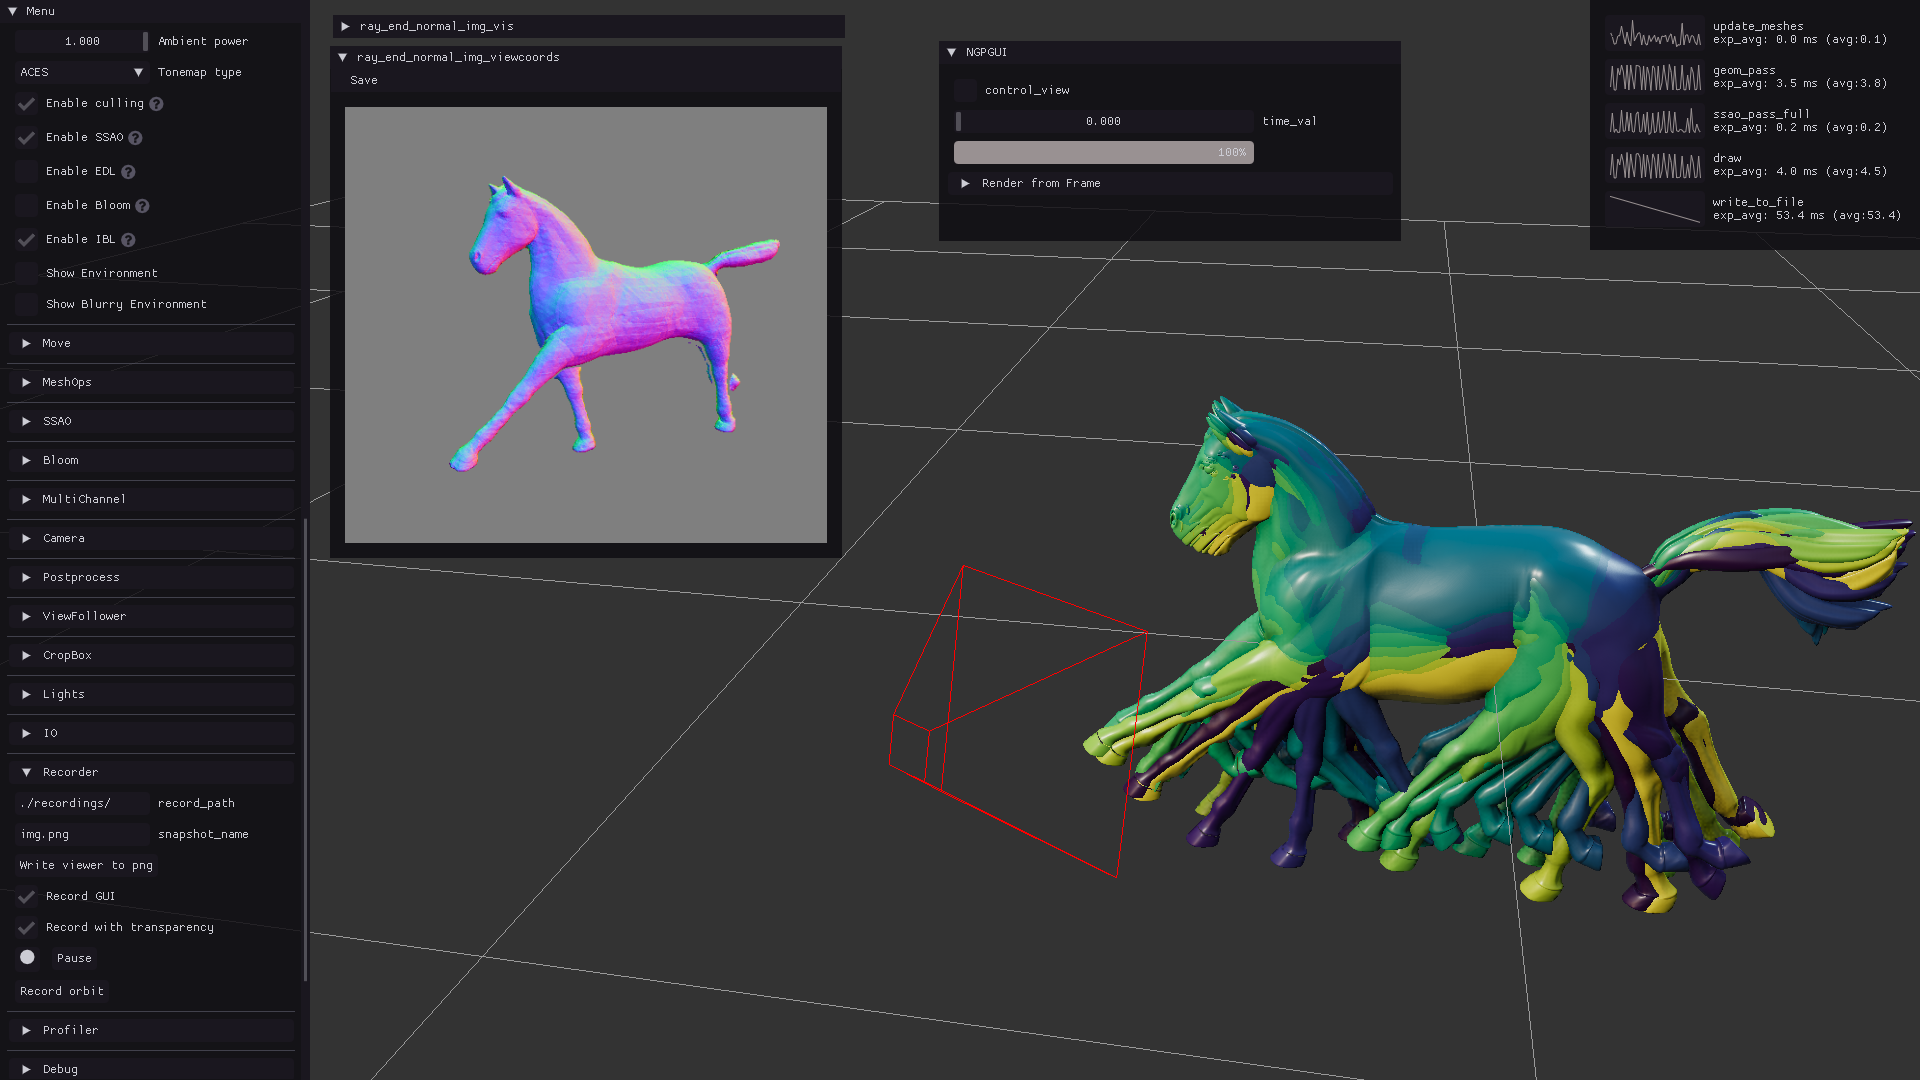 Menu
1.000 Ambient power
ACES Tonemap type
Enable culling ?
Enable SSAO ?
Enable EDL ?
Enable Bloom ?
Enable IBL ?
Show Environment
Show Blurry Environment
Move
MeshOps
SSAO
Bloom
MultiChannel
Camera
Postprocess
ViewFollower
CropBox
Lights
IO
Recorder
./recordings/ record_path
img.png snapshot_name
Write viewer to png
Record GUI
Record with transparency
Pause
Record orbit
Profiler
Debug
ray_end_normal_img_vis
ray_end_normal_img_viewcoords
Save
NGPGUI
control_view
0.000 time_val
100%
Render from Frame
update_meshes
exp_avg: 0.0 ms (avg:0.1)
geom_pass
exp_avg: 3.5 ms (avg:3.8)
ssao_pass_full
exp_avg: 0.2 ms (avg:0.2)
draw
exp_avg: 4.0 ms (avg:4.5)
write_to_file
exp_avg: 53.4 ms (avg:53.4)